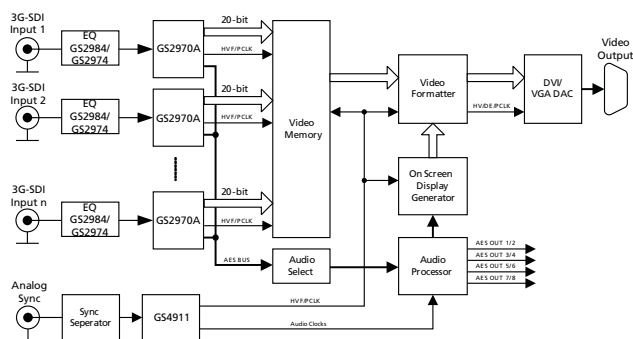 3G-SDI
Input 1
EQ
GS2984/
GS2974
GS2970A
20-bit
HVF/PCLK
3G-SDI
Input 2
EQ
GS2984/
GS2974
GS2970A
20-bit
HVF/PCLK
Video
Memory
Video
Formatter
HV/DE/PCLK
DVI/
VGA DAC
Video
Output
On Screen
Display
Generator
3G-SDI
Input n
EQ
GS2984/
GS2974
GS2970A
20-bit
HVF/PCLK
AES BUS
Audio
Select
Audio
Processor
AES OUT 1/2
AES OUT 3/4
AES OUT 5/6
AES OUT 7/8
Analog
Sync
Sync
Seperator
GS4911
HVF/PCLK
Audio Clocks